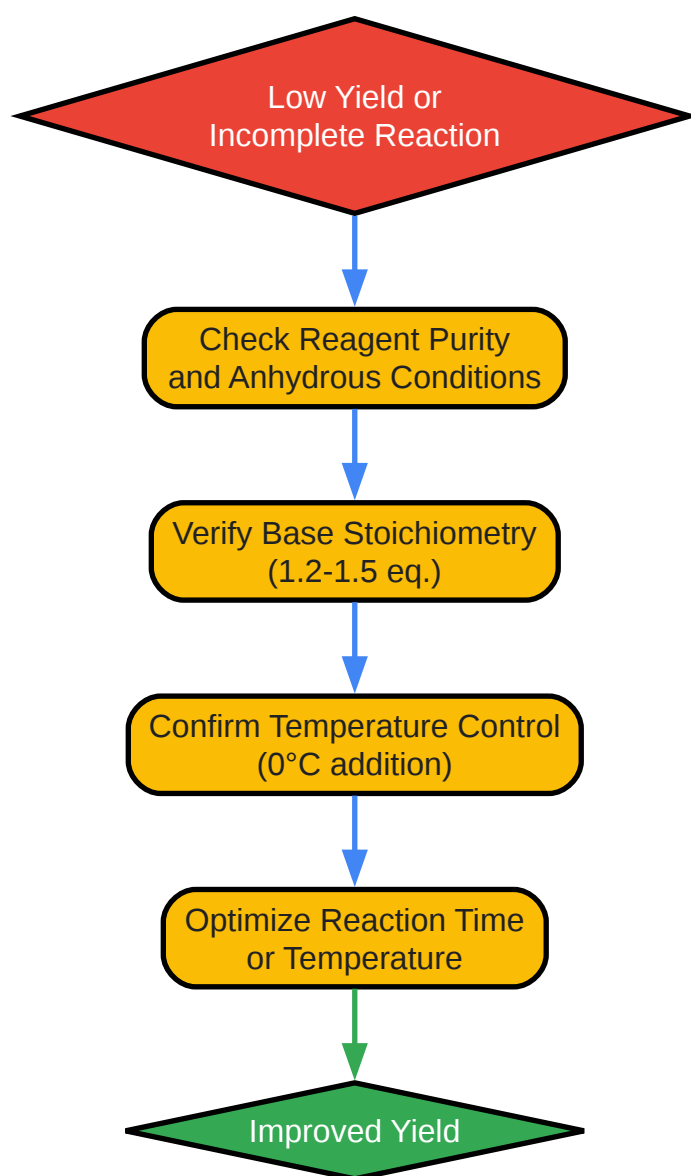 Low Yield or
Incomplete Reaction
Check Reagent Purity
and Anhydrous Conditions
Verify Base Stoichiometry
(1.2-1.5 eq.)
Confirm Temperature Control
(0°C addition)
Optimize Reaction Time
or Temperature
Improved Yield